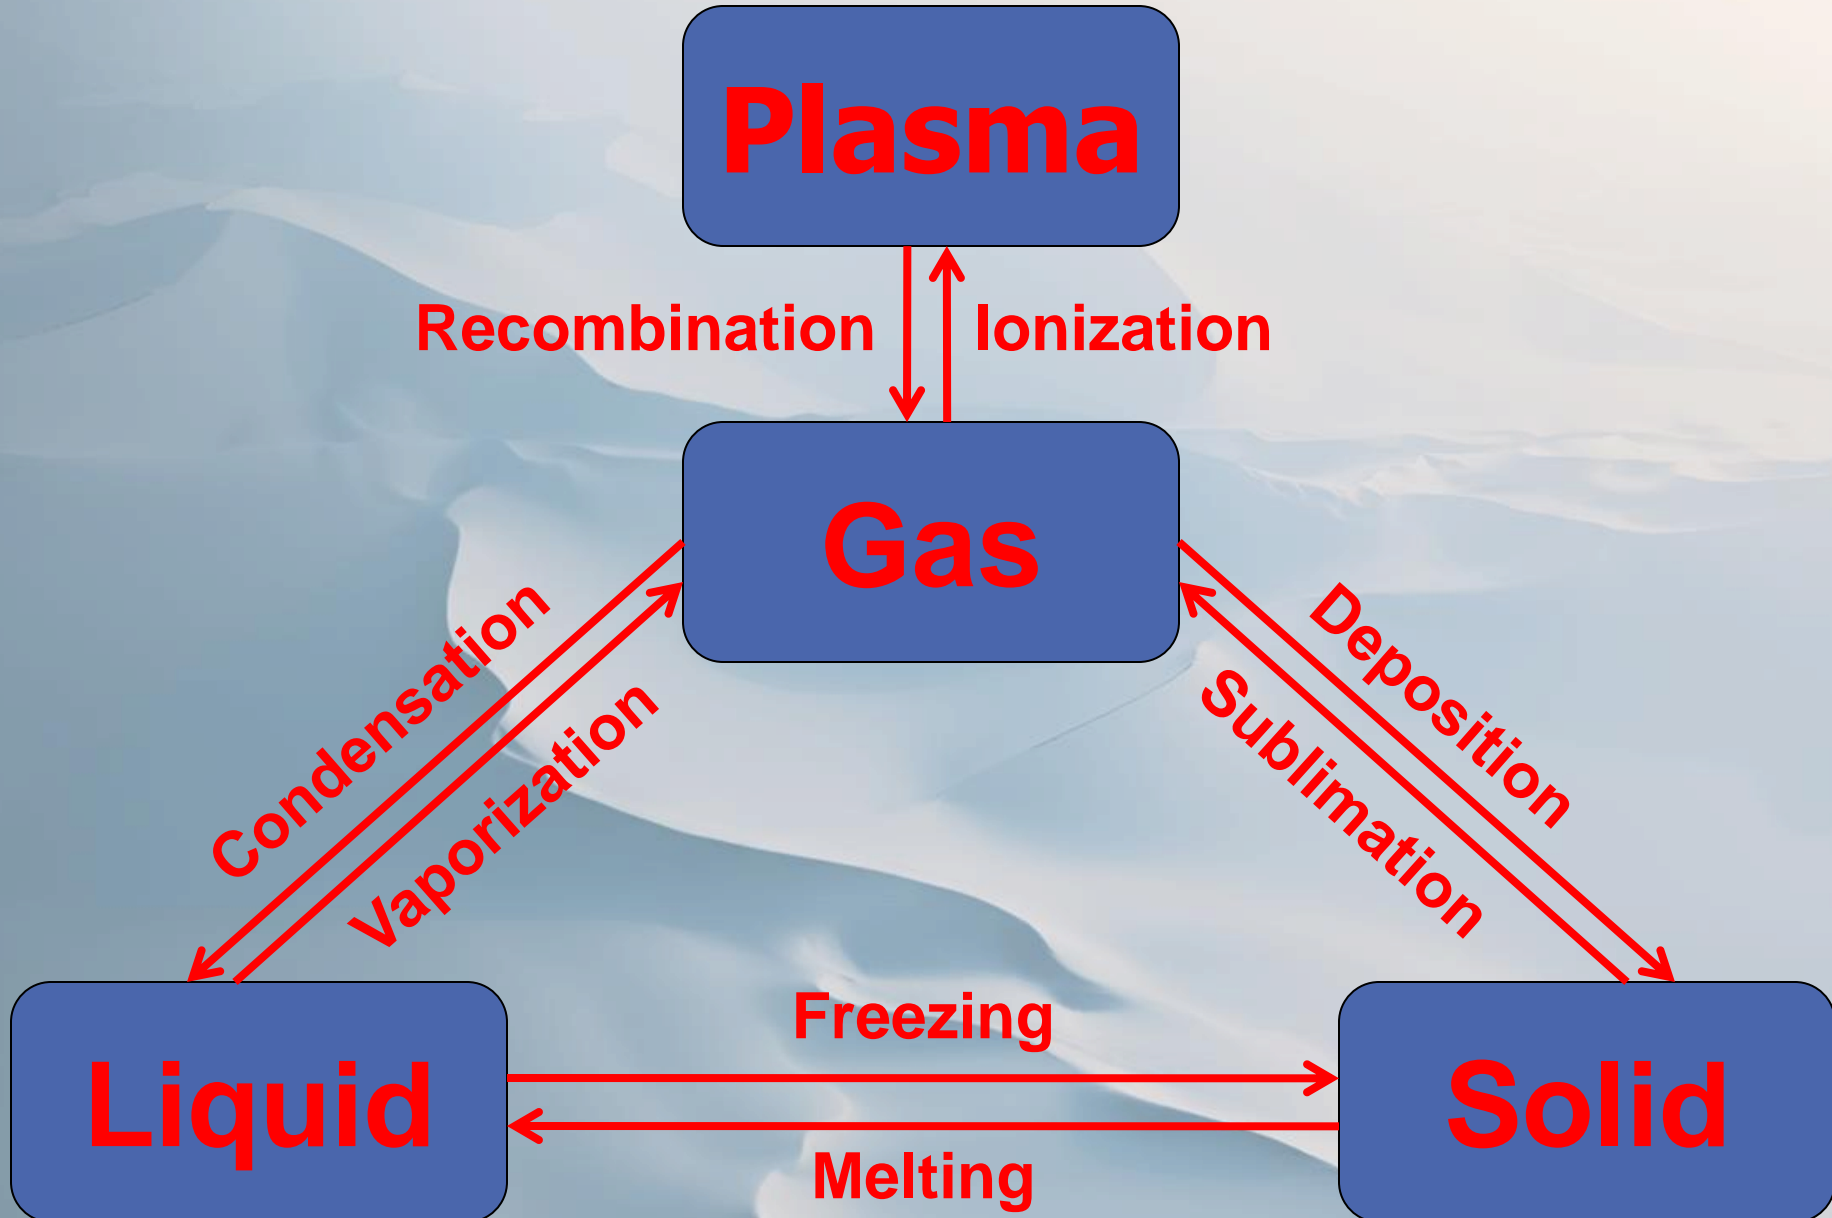 Plasma
Recombination
Ionization
Gas
Condensation
Vaporization
Deposition
Sublimation
Freezing
Liquid
Solid
Melting